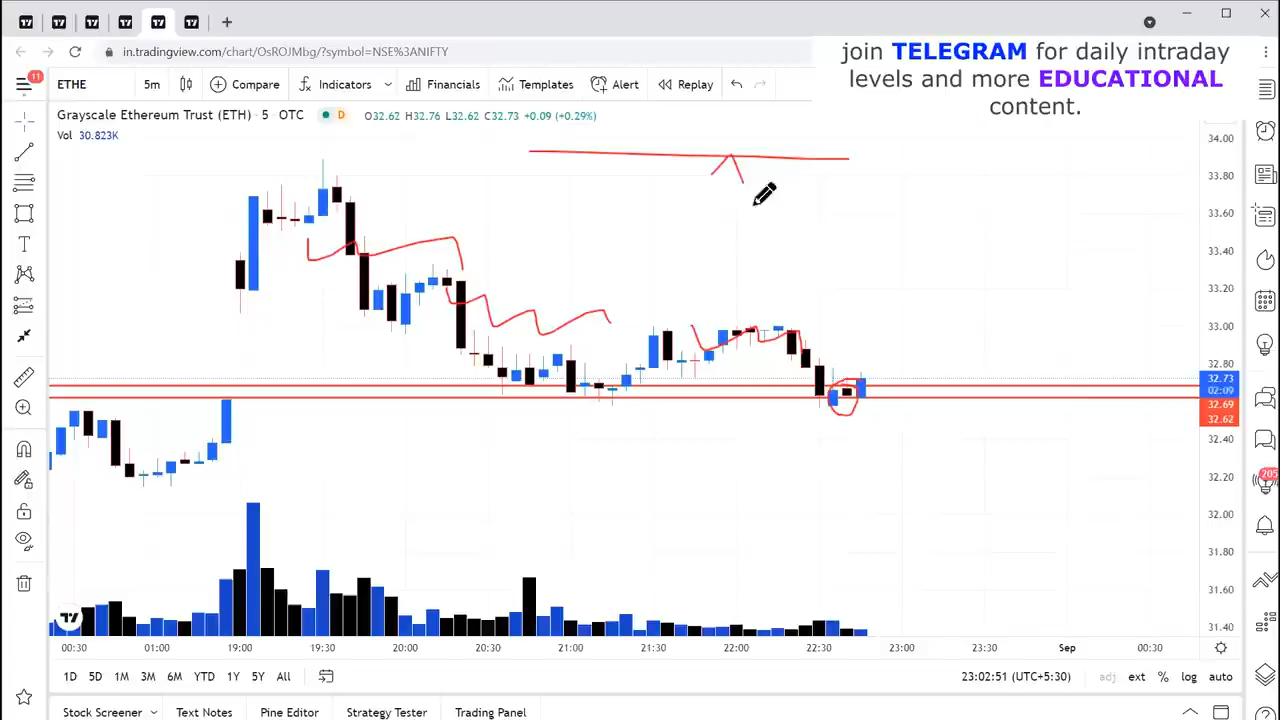 in.tradingview.com/chart/OsROJMbg/?symbol=NSE%3ANIFTY
join TELEGRAM for daily intraday
levels and more EDUCATIONAL
content.
11
ETHE 5m Compare Indicators Financials Templates Alert Replay
Grayscale Ethereum Trust (ETH) · 5 · OTC D O32.62 H32.76 L32.62 C32.73 +0.09 (+0.29%)
Vol 30.823K
34.00
33.80
33.60
33.40
33.20
33.00
32.80
32.73
02:09
32.69
32.62
32.40
32.20
205
32.00
31.80
31.60
31.40
00:30 01:00 19:00 19:30 20:00 20:30 21:00 21:30 22:00 22:30 23:00 23:30 Sep 00:30
1D 5D 1M 3M 6M YTD 1Y 5Y All 23:02:51 (UTC+5:30) adj ext % log auto
Stock Screener Text Notes Pine Editor Strategy Tester Trading Panel